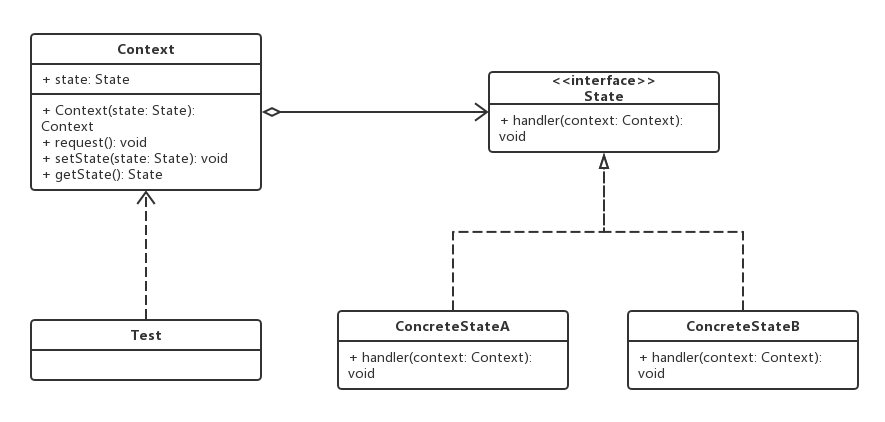 Context
+ state: State
+ Context(state: State):
Context
+ request(): void
+ setState(state: State): void
+ getState(): State
<<interface>>
State
+ handler(context: Context):
void
Test
ConcreteStateA
+ handler(context: Context):
void
ConcreteStateB
+ handler(context: Context):
void